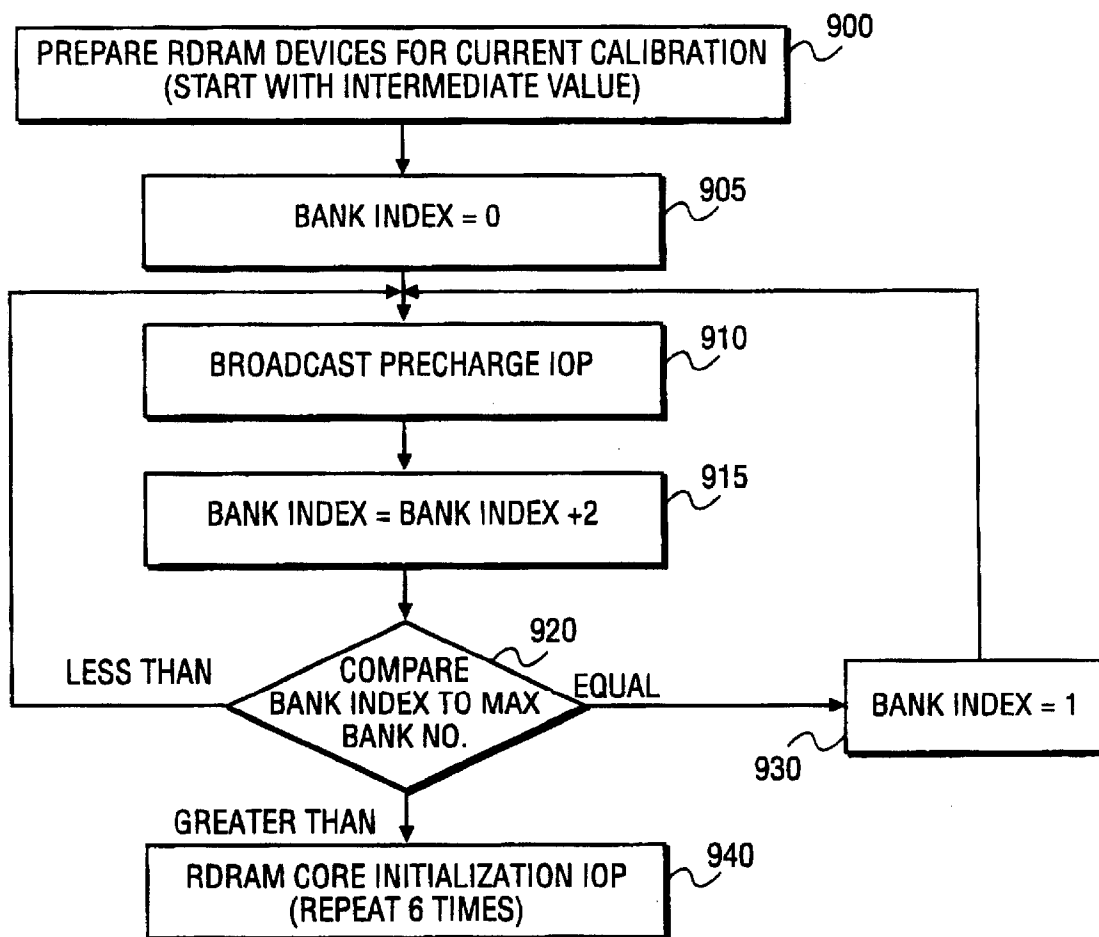 PREPARE RDRAM DEVICES FOR CURRENT CALIBRATION
(START WITH INTERMEDIATE VALUE)
900
BANK INDEX = 0
905
BROADCAST PRECHARGE IOP
910
BANK INDEX = BANK INDEX +2
915
COMPARE
BANK INDEX TO MAX
BANK NO.
920
LESS THAN
EQUAL
BANK INDEX = 1
930
GREATER THAN
RDRAM CORE INITIALIZATION IOP
(REPEAT 6 TIMES)
940